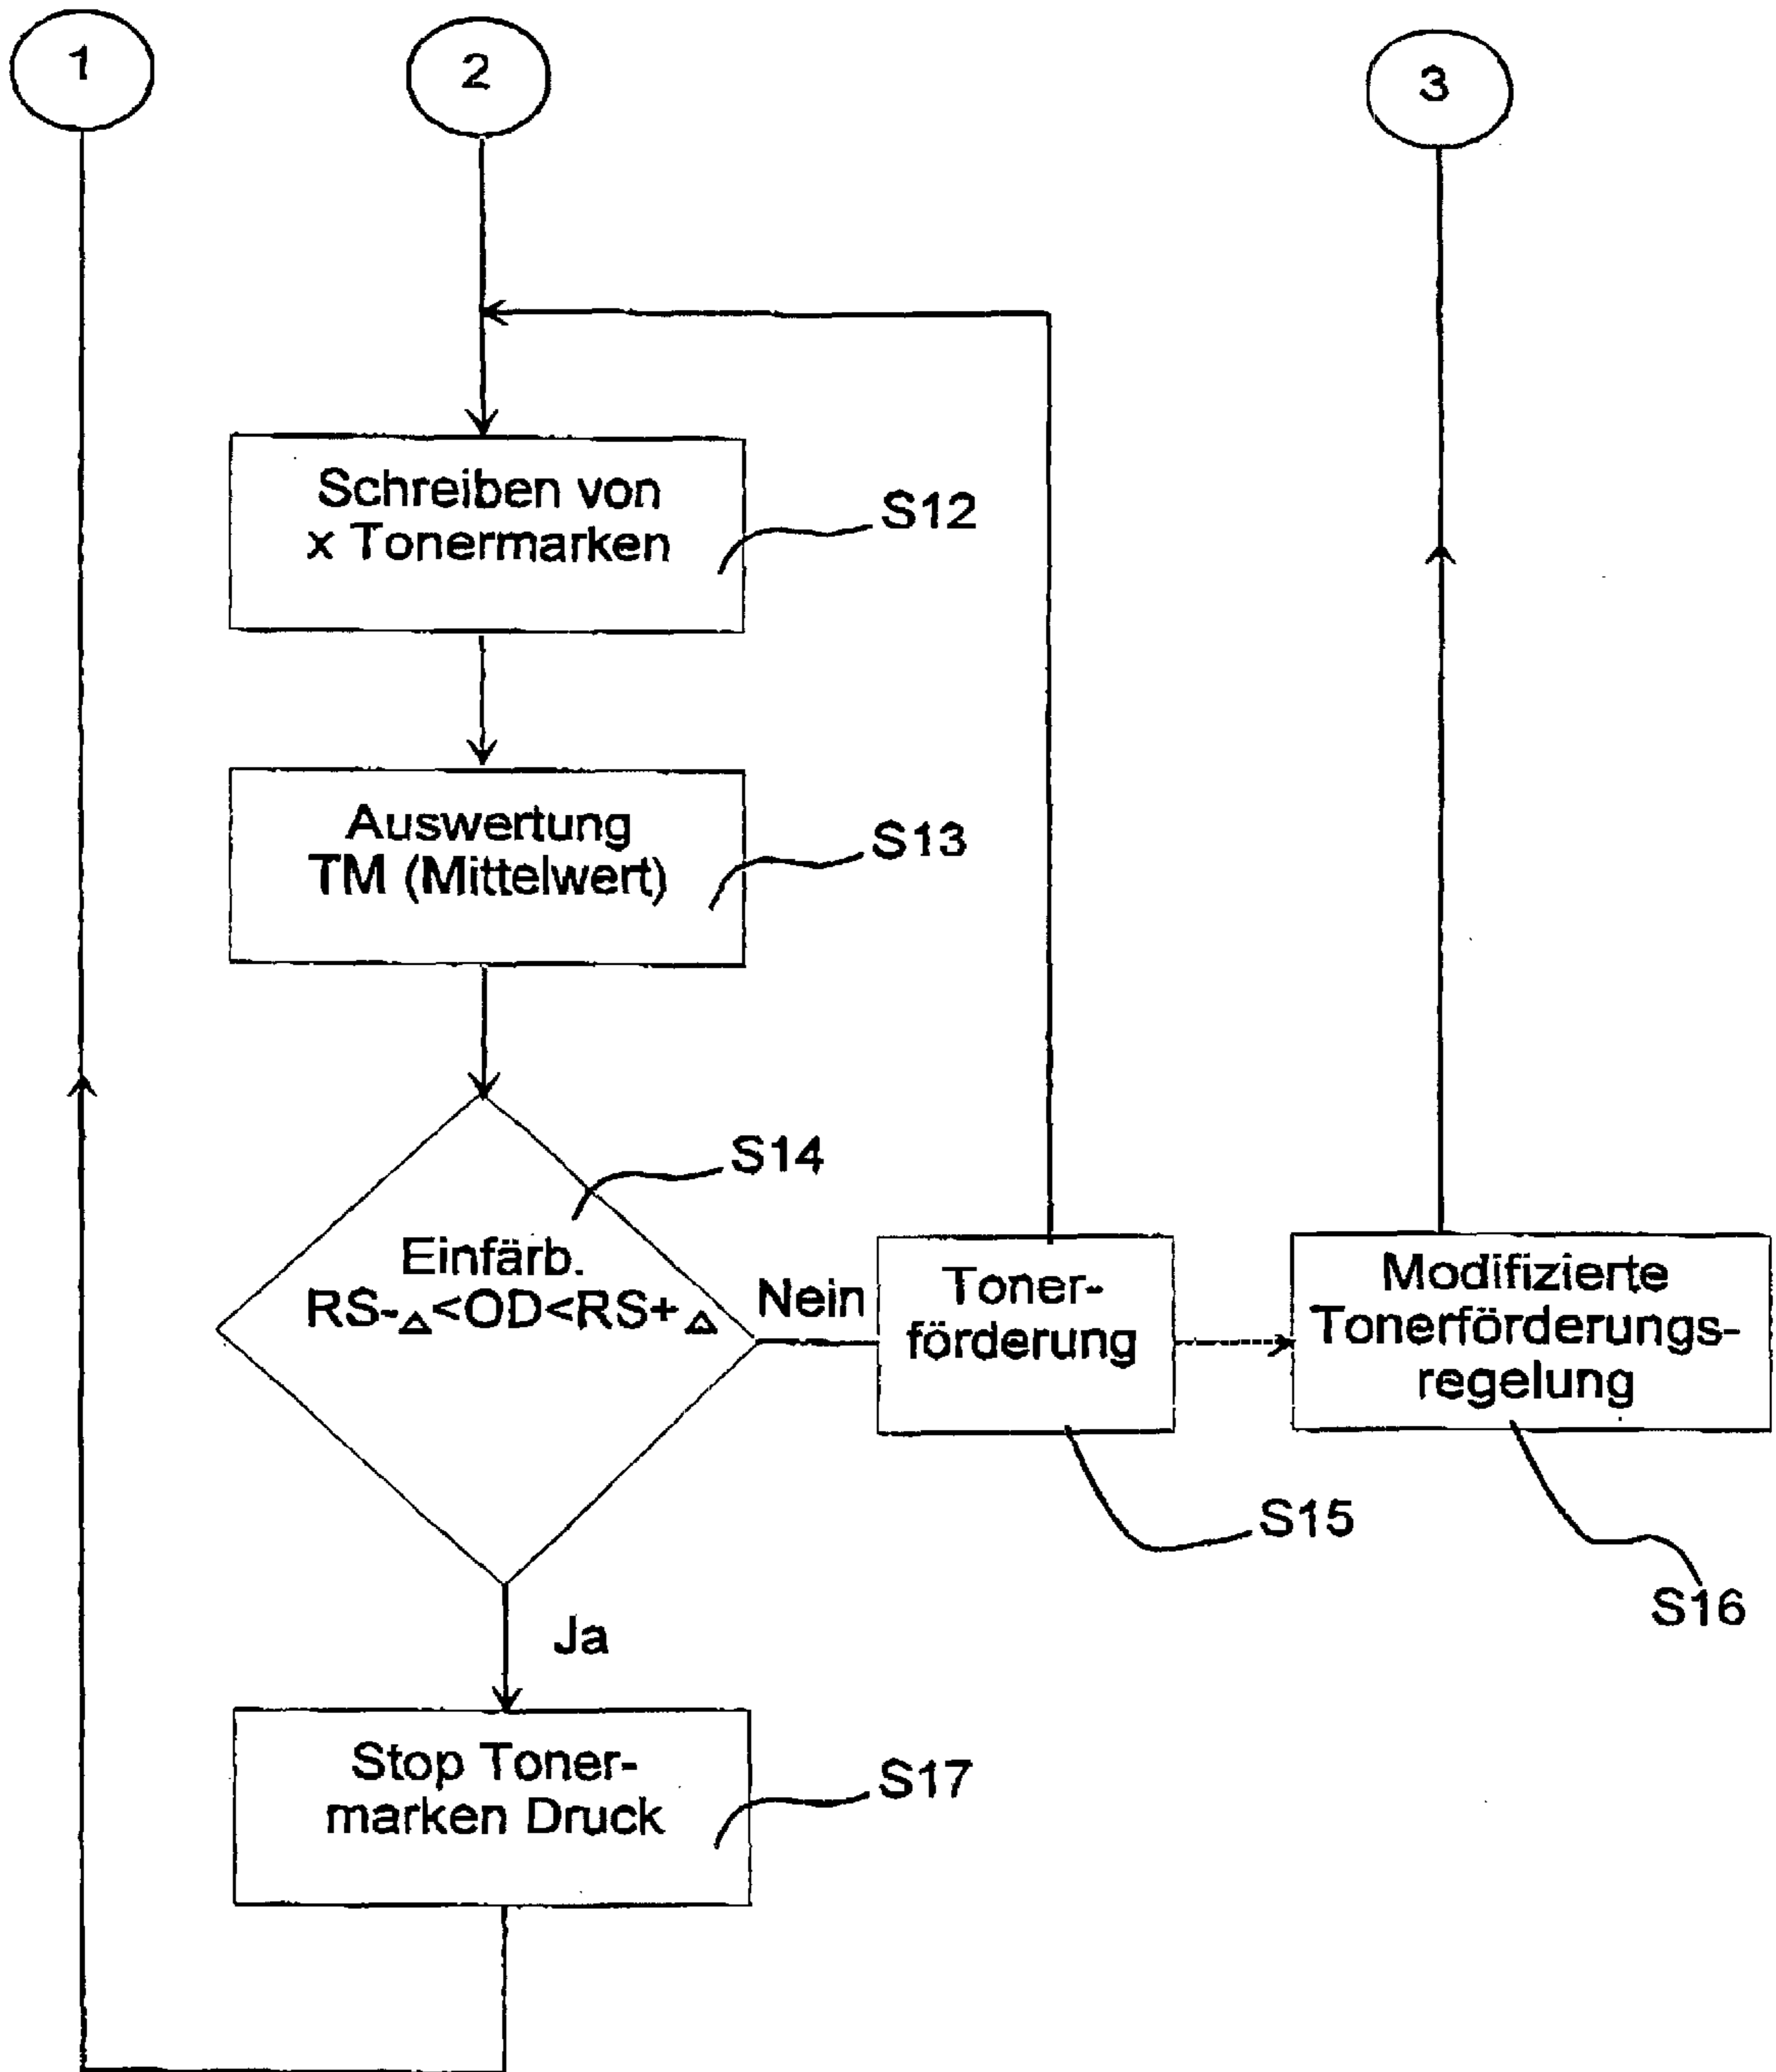 1
2
3
Schreiben von
x Tonermarken
S12
Auswertung
TM (Mittelwert)
S13
S14
Einfärb.
RS-△<OD<RS+△
Nein
Toner-
förderung
S15
Modifizierte
Tonerförderungs-
regelung
S16
Ja
Stop Toner-
marken Druck
S17